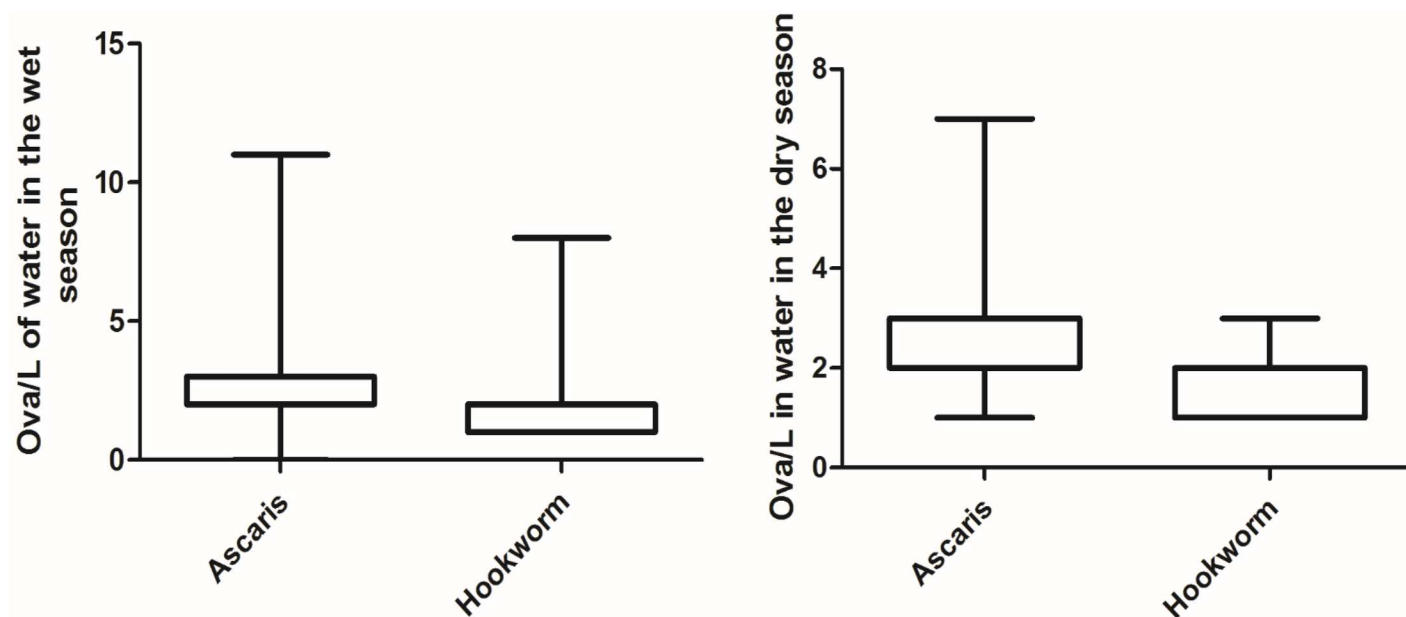 Ova/L of water in the wet
season
15
10
5
0
Ascaris
Hookworm
Ova/L in water in the dry season
8
6
4
2
0
Ascaris
Hookworm